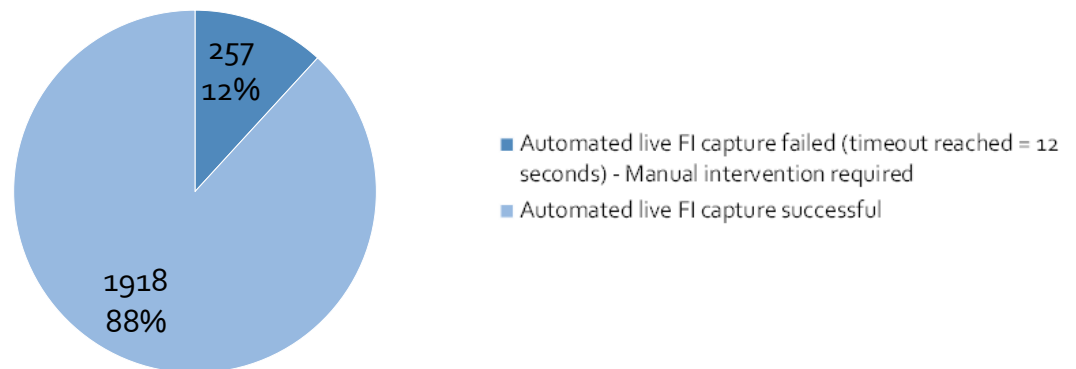 257
12%
Automated live FI capture failed (timeout reached = 12
seconds) - Manual intervention required
Automated live FI capture successful
1918
88%